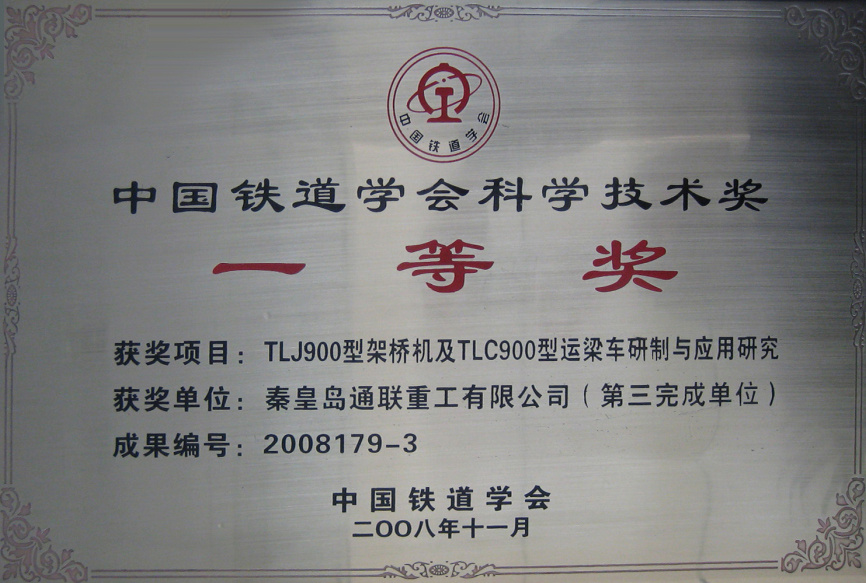 中国铁道学会
中国铁道学会科学技术奖
一等奖
获奖项目：TLJ900型架桥机及TLC900型运梁车研制与应用研究
获奖单位：秦皇岛通联重工有限公司（第三完成单位）
成果编号：2008179-3
中国铁道学会
二OO八年十一月